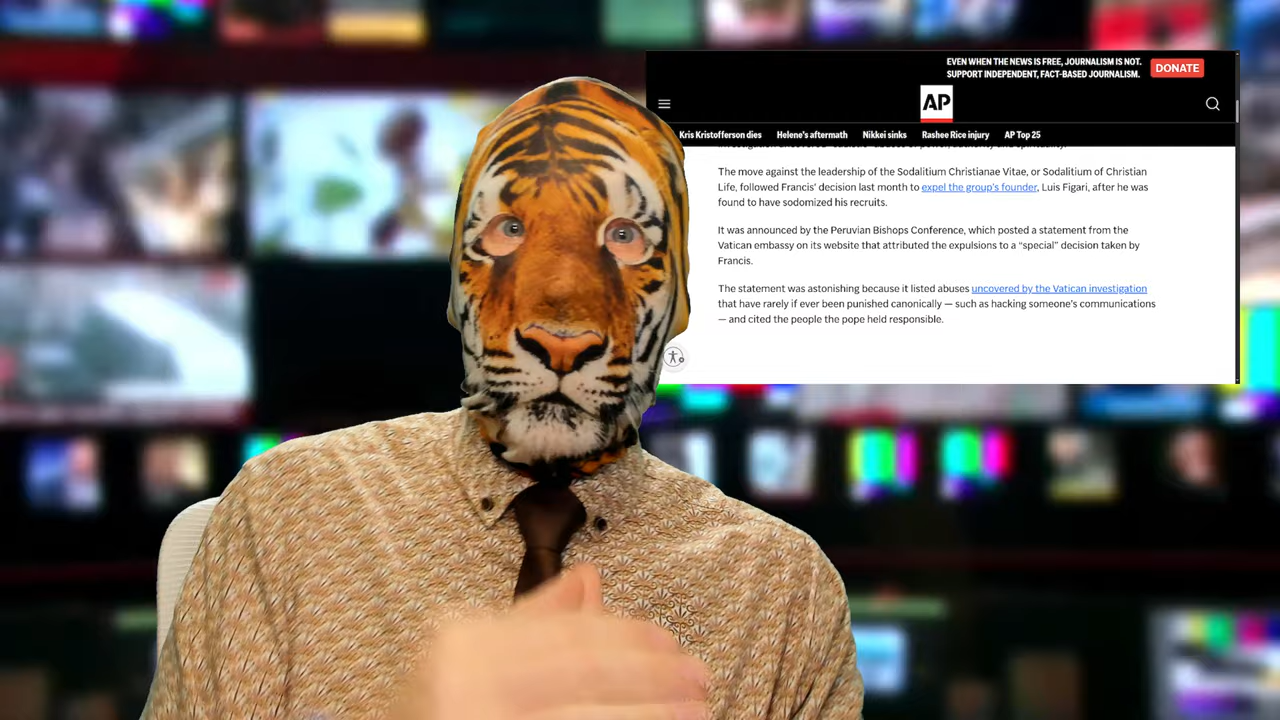 EVEN WHEN THE NEWS IS FREE, JOURNALISM IS NOT.
SUPPORT INDEPENDENT, FACT-BASED JOURNALISM.
DONATE
AP
Kris Kristofferson dies Helene's aftermath Nikkei sinks Rashee Rice injury AP Top 25
The move against the leadership of the Sodalitium Christianae Vitae, or Sodalitium of Christian
Life, followed Francis' decision last month to expel the group's founder, Luis Figari, after he was
found to have sodomized his recruits.
It was announced by the Peruvian Bishops Conference, which posted a statement from the
Vatican embassy on its website that attributed the expulsions to a “special” decision taken by
Francis.
The statement was astonishing because it listed abuses uncovered by the Vatican investigation
that have rarely if ever been punished canonically — such as hacking someone's communications
— and cited the people the pope held responsible.